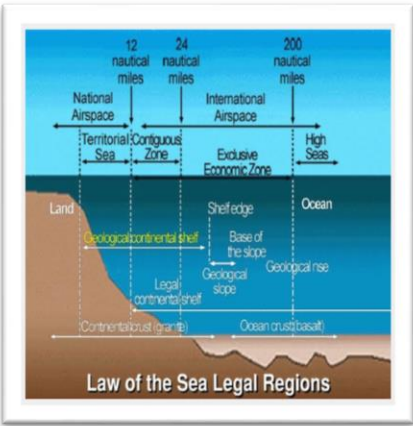 12
nautical
miles
24
nautical
miles
200
nautical
miles
National
Airspace
International
Airspace
Territorial
Sea
Contiguous
Zone
Exclusive
Economic Zone
High
Seas
Land
Shelf edge
Ocean
Geological continental shelf
Base of
the slope
Geological
slope
Geological rise
Legal
continental shelf
Continental crust (granite)
Ocean crust (basalt)
Law of the Sea Legal Regions